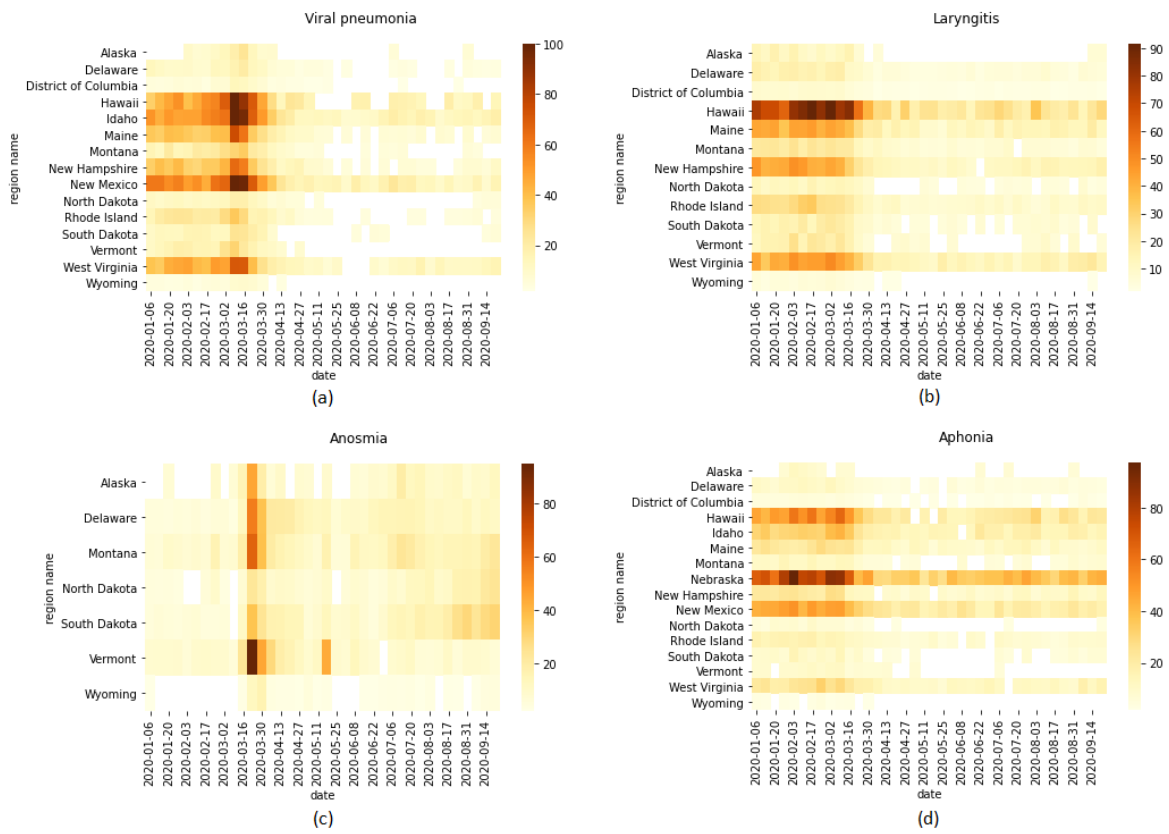 Viral pneumonia
region name
Alaska
Delaware
District of Columbia
Hawaii
Idaho
Maine
Montana
New Hampshire
New Mexico
North Dakota
Rhode Island
South Dakota
Vermont
West Virginia
Wyoming
2020-01-06
2020-01-20
2020-02-03
2020-02-17
2020-03-02
2020-03-16
2020-03-30
2020-04-13
2020-04-27
2020-05-11
2020-05-25
2020-06-08
2020-06-22
2020-07-06
2020-07-20
2020-08-03
2020-08-17
2020-08-31
2020-09-14
date
100
80
60
40
20
(a)
Laryngitis
region name
Alaska
Delaware
District of Columbia
Hawaii
Maine
Montana
New Hampshire
North Dakota
Rhode Island
South Dakota
Vermont
West Virginia
Wyoming
2020-01-06
2020-01-20
2020-02-03
2020-02-17
2020-03-02
2020-03-16
2020-03-30
2020-04-13
2020-04-27
2020-05-11
2020-05-25
2020-06-08
2020-06-22
2020-07-06
2020-07-20
2020-08-03
2020-08-17
2020-08-31
2020-09-14
date
90
80
70
60
50
40
30
20
10
(b)
Anosmia
region name
Alaska
Delaware
Montana
North Dakota
South Dakota
Vermont
Wyoming
2020-01-06
2020-01-20
2020-02-03
2020-02-17
2020-03-02
2020-03-16
2020-03-30
2020-04-13
2020-04-27
2020-05-11
2020-05-25
2020-06-08
2020-06-22
2020-07-06
2020-07-20
2020-08-03
2020-08-17
2020-08-31
2020-09-14
date
80
60
40
20
(c)
Aphonia
region name
Alaska
Delaware
District of Columbia
Hawaii
Idaho
Maine
Montana
Nebraska
New Hampshire
New Mexico
North Dakota
Rhode Island
South Dakota
Vermont
West Virginia
Wyoming
2020-01-06
2020-01-20
2020-02-03
2020-02-17
2020-03-02
2020-03-16
2020-03-30
2020-04-13
2020-04-27
2020-05-11
2020-05-25
2020-06-08
2020-06-22
2020-07-06
2020-07-20
2020-08-03
2020-08-17
2020-08-31
2020-09-14
date
80
60
40
20
(d)